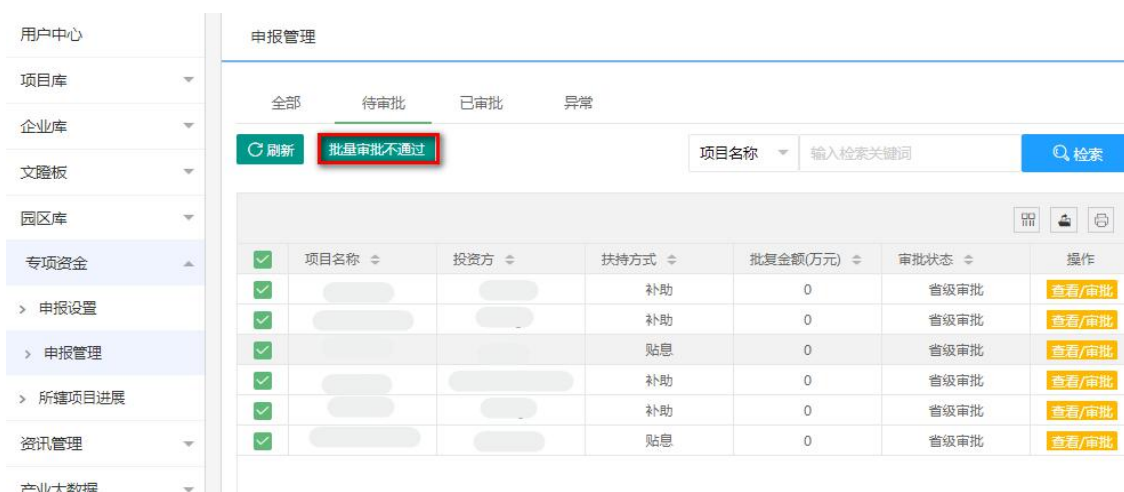 用户中心
项目库
企业库
文瞪板
园区库
专项资金
申报设置
申报管理
所辖项目进展
资讯管理
产业大数据
申报管理
全部 待审批 已审批 异常
刷新 批量审批不通过 项目名称 输入检索关键词 检索
项目名称 投资方 扶持方式 批复金额(万元) 审批状态 操作
补助 0 省级审批 查看/审批
补助 0 省级审批 查看/审批
贴息 0 省级审批 查看/审批
补助 0 省级审批 查看/审批
补助 0 省级审批 查看/审批
贴息 0 省级审批 查看/审批